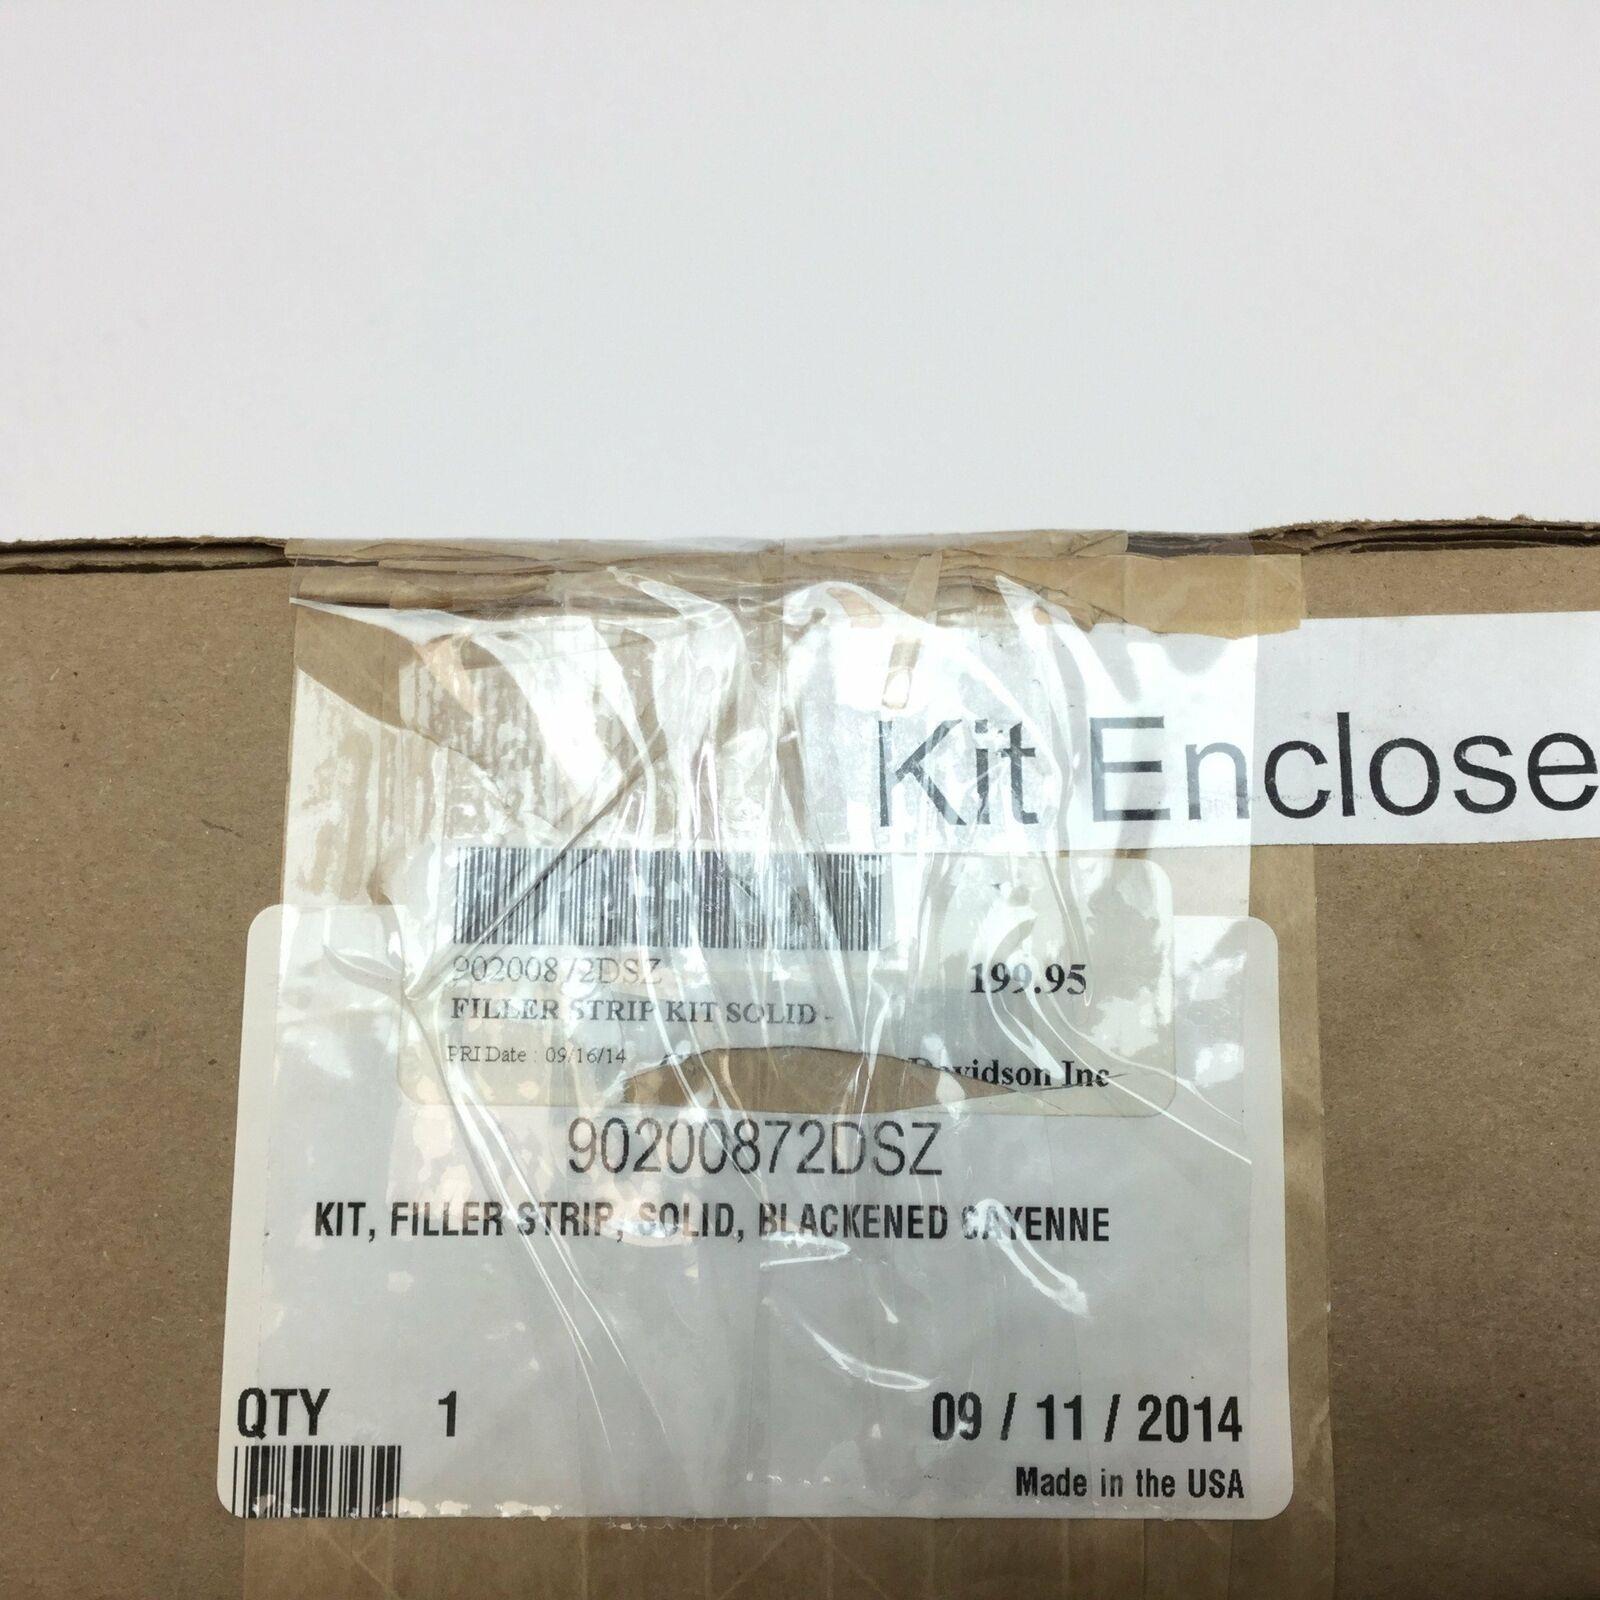 Kit Enclose
90200872DSZ
199.95
FILLER STRIP KIT SOLID -
PRI Date : 09/16/14
Davidson Inc
90200872DSZ
KIT, FILLER STRIP, SOLID, BLACKENED CAYENNE
QTY 1
09 / 11 / 2014
Made in the USA